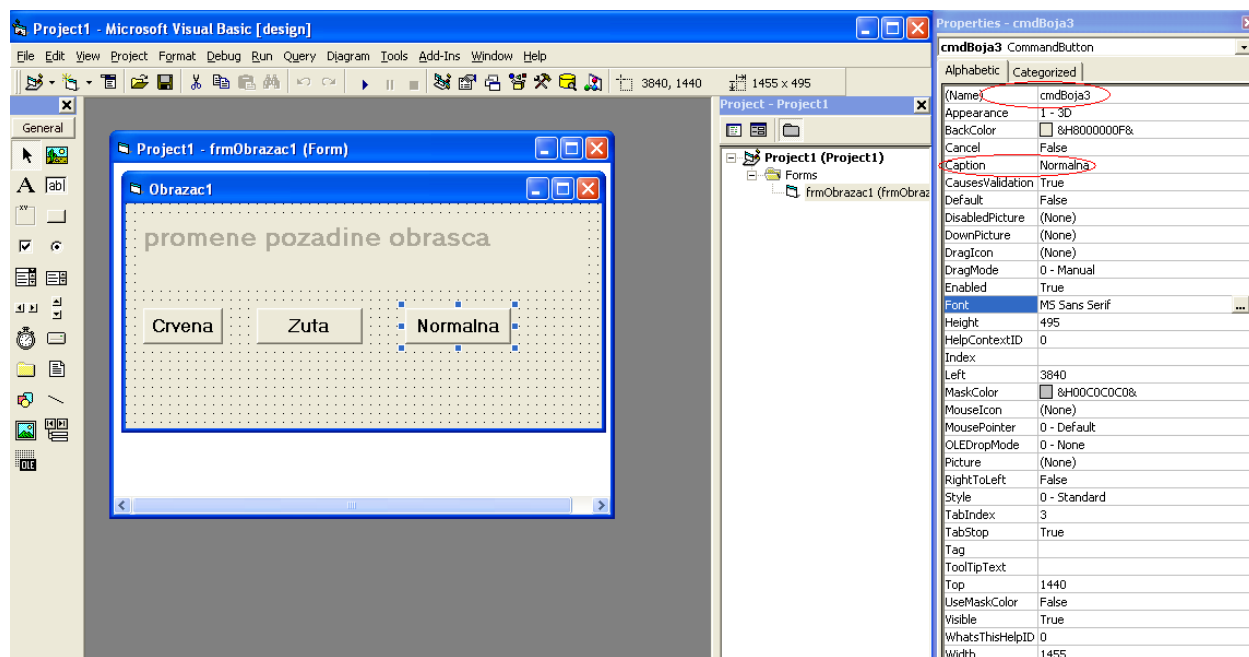 Project1 - Microsoft Visual Basic [design]
File Edit View Project Format Debug Run Query Diagram Tools Add-Ins Window Help
3840, 1440
1455 x 495
General
A
ab|
XY
OLE
Project1 - frmObrazac1 (Form)
Obrazac1
promene pozadine obrasca
Crvena
Zuta
Normalna
Project - Project1
Project1 (Project1)
Forms
frmObrazac1 (frmObraz
Properties - cmdBoja3
cmdBoja3 CommandButton
Alphabetic Categorized
(Name) cmdBoja3
Appearance 1 - 3D
BackColor &H8000000F&
Cancel False
Caption Normalna
CausesValidation True
Default False
DisabledPicture (None)
DownPicture (None)
DragIcon (None)
DragMode 0 - Manual
Enabled True
Font MS Sans Serif ...
Height 495
HelpContextID 0
Index
Left 3840
MaskColor &H00C0C0C0&
MouseIcon (None)
MousePointer 0 - Default
OLEDropMode 0 - None
Picture (None)
RightToLeft False
Style 0 - Standard
TabIndex 3
TabStop True
Tag
ToolTipText
Top 1440
UseMaskColor False
Visible True
WhatsThisHelpID 0
Width 1455